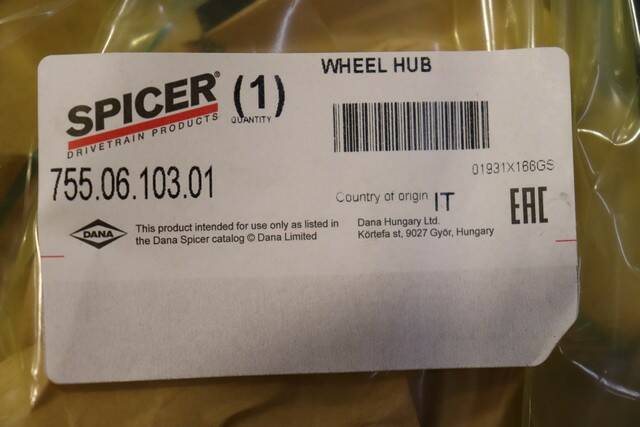 SPICER®
DRIVETRAIN PRODUCTS
(1)
QUANTITY
WHEEL HUB
01931X166GS
755.06.103.01
Country of origin IT
EAC
DANA
This product intended for use only as listed in
the Dana Spicer catalog © Dana Limited
Dana Hungary Ltd.
Körtefa st, 9027 Győr, Hungary